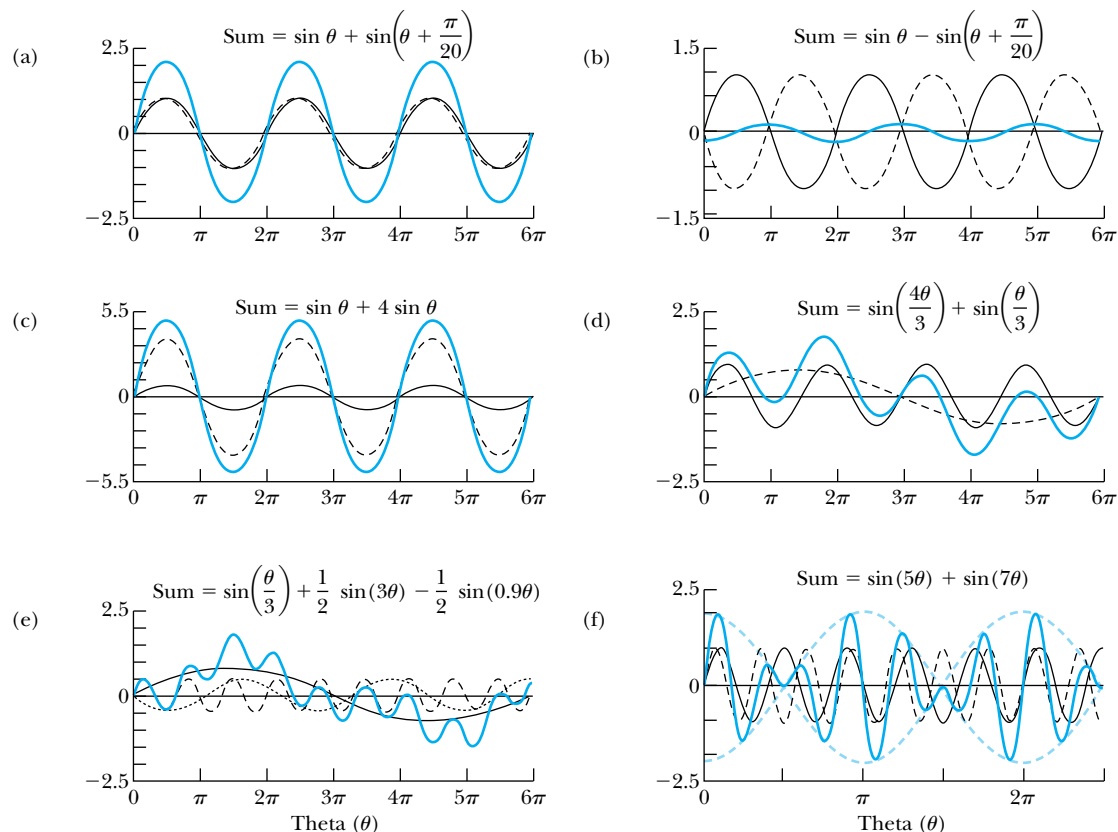 (a)
Sum = sin θ + sin(θ + π/20)
2.5
0
−2.5
0 π 2π 3π 4π 5π 6π
(b)
Sum = sin θ − sin(θ + π/20)
1.5
0
−1.5
0 π 2π 3π 4π 5π 6π
(c)
Sum = sin θ + 4 sin θ
5.5
0
−5.5
0 π 2π 3π 4π 5π 6π
(d)
Sum = sin(4θ/3) + sin(θ/3)
2.5
0
−2.5
0 π 2π 3π 4π 5π 6π
(e)
Sum = sin(θ/3) + 1/2 sin(3θ) − 1/2 sin(0.9θ)
2.5
0
−2.5
0 π 2π 3π 4π 5π 6π
Theta (θ)
(f)
Sum = sin(5θ) + sin(7θ)
2.5
0
−2.5
0 π 2π
Theta (θ)